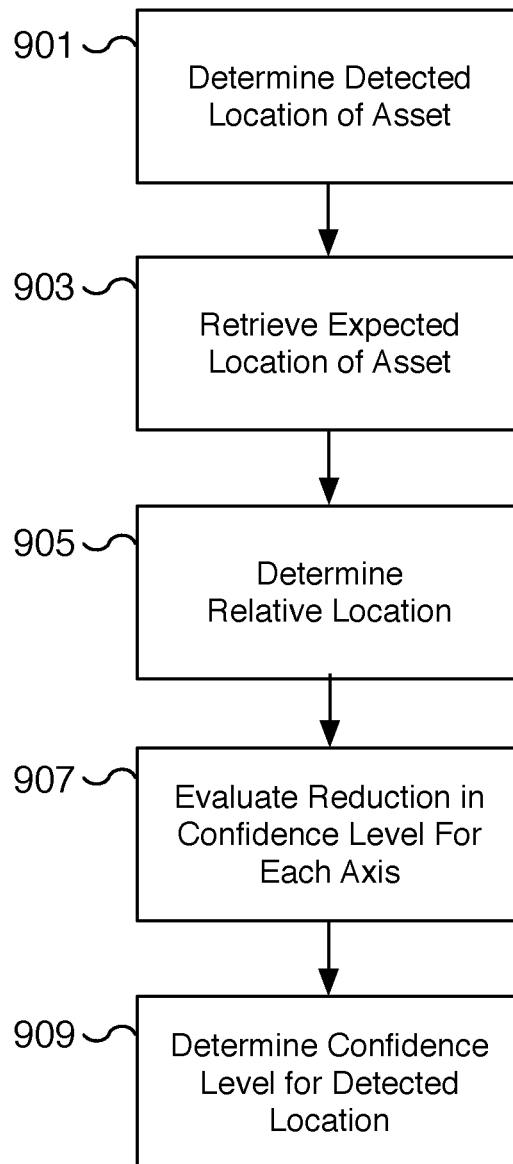 901
Determine Detected
Location of Asset
903
Retrieve Expected
Location of Asset
905
Determine
Relative Location
907
Evaluate Reduction in
Confidence Level For
Each Axis
909
Determine Confidence
Level for Detected
Location